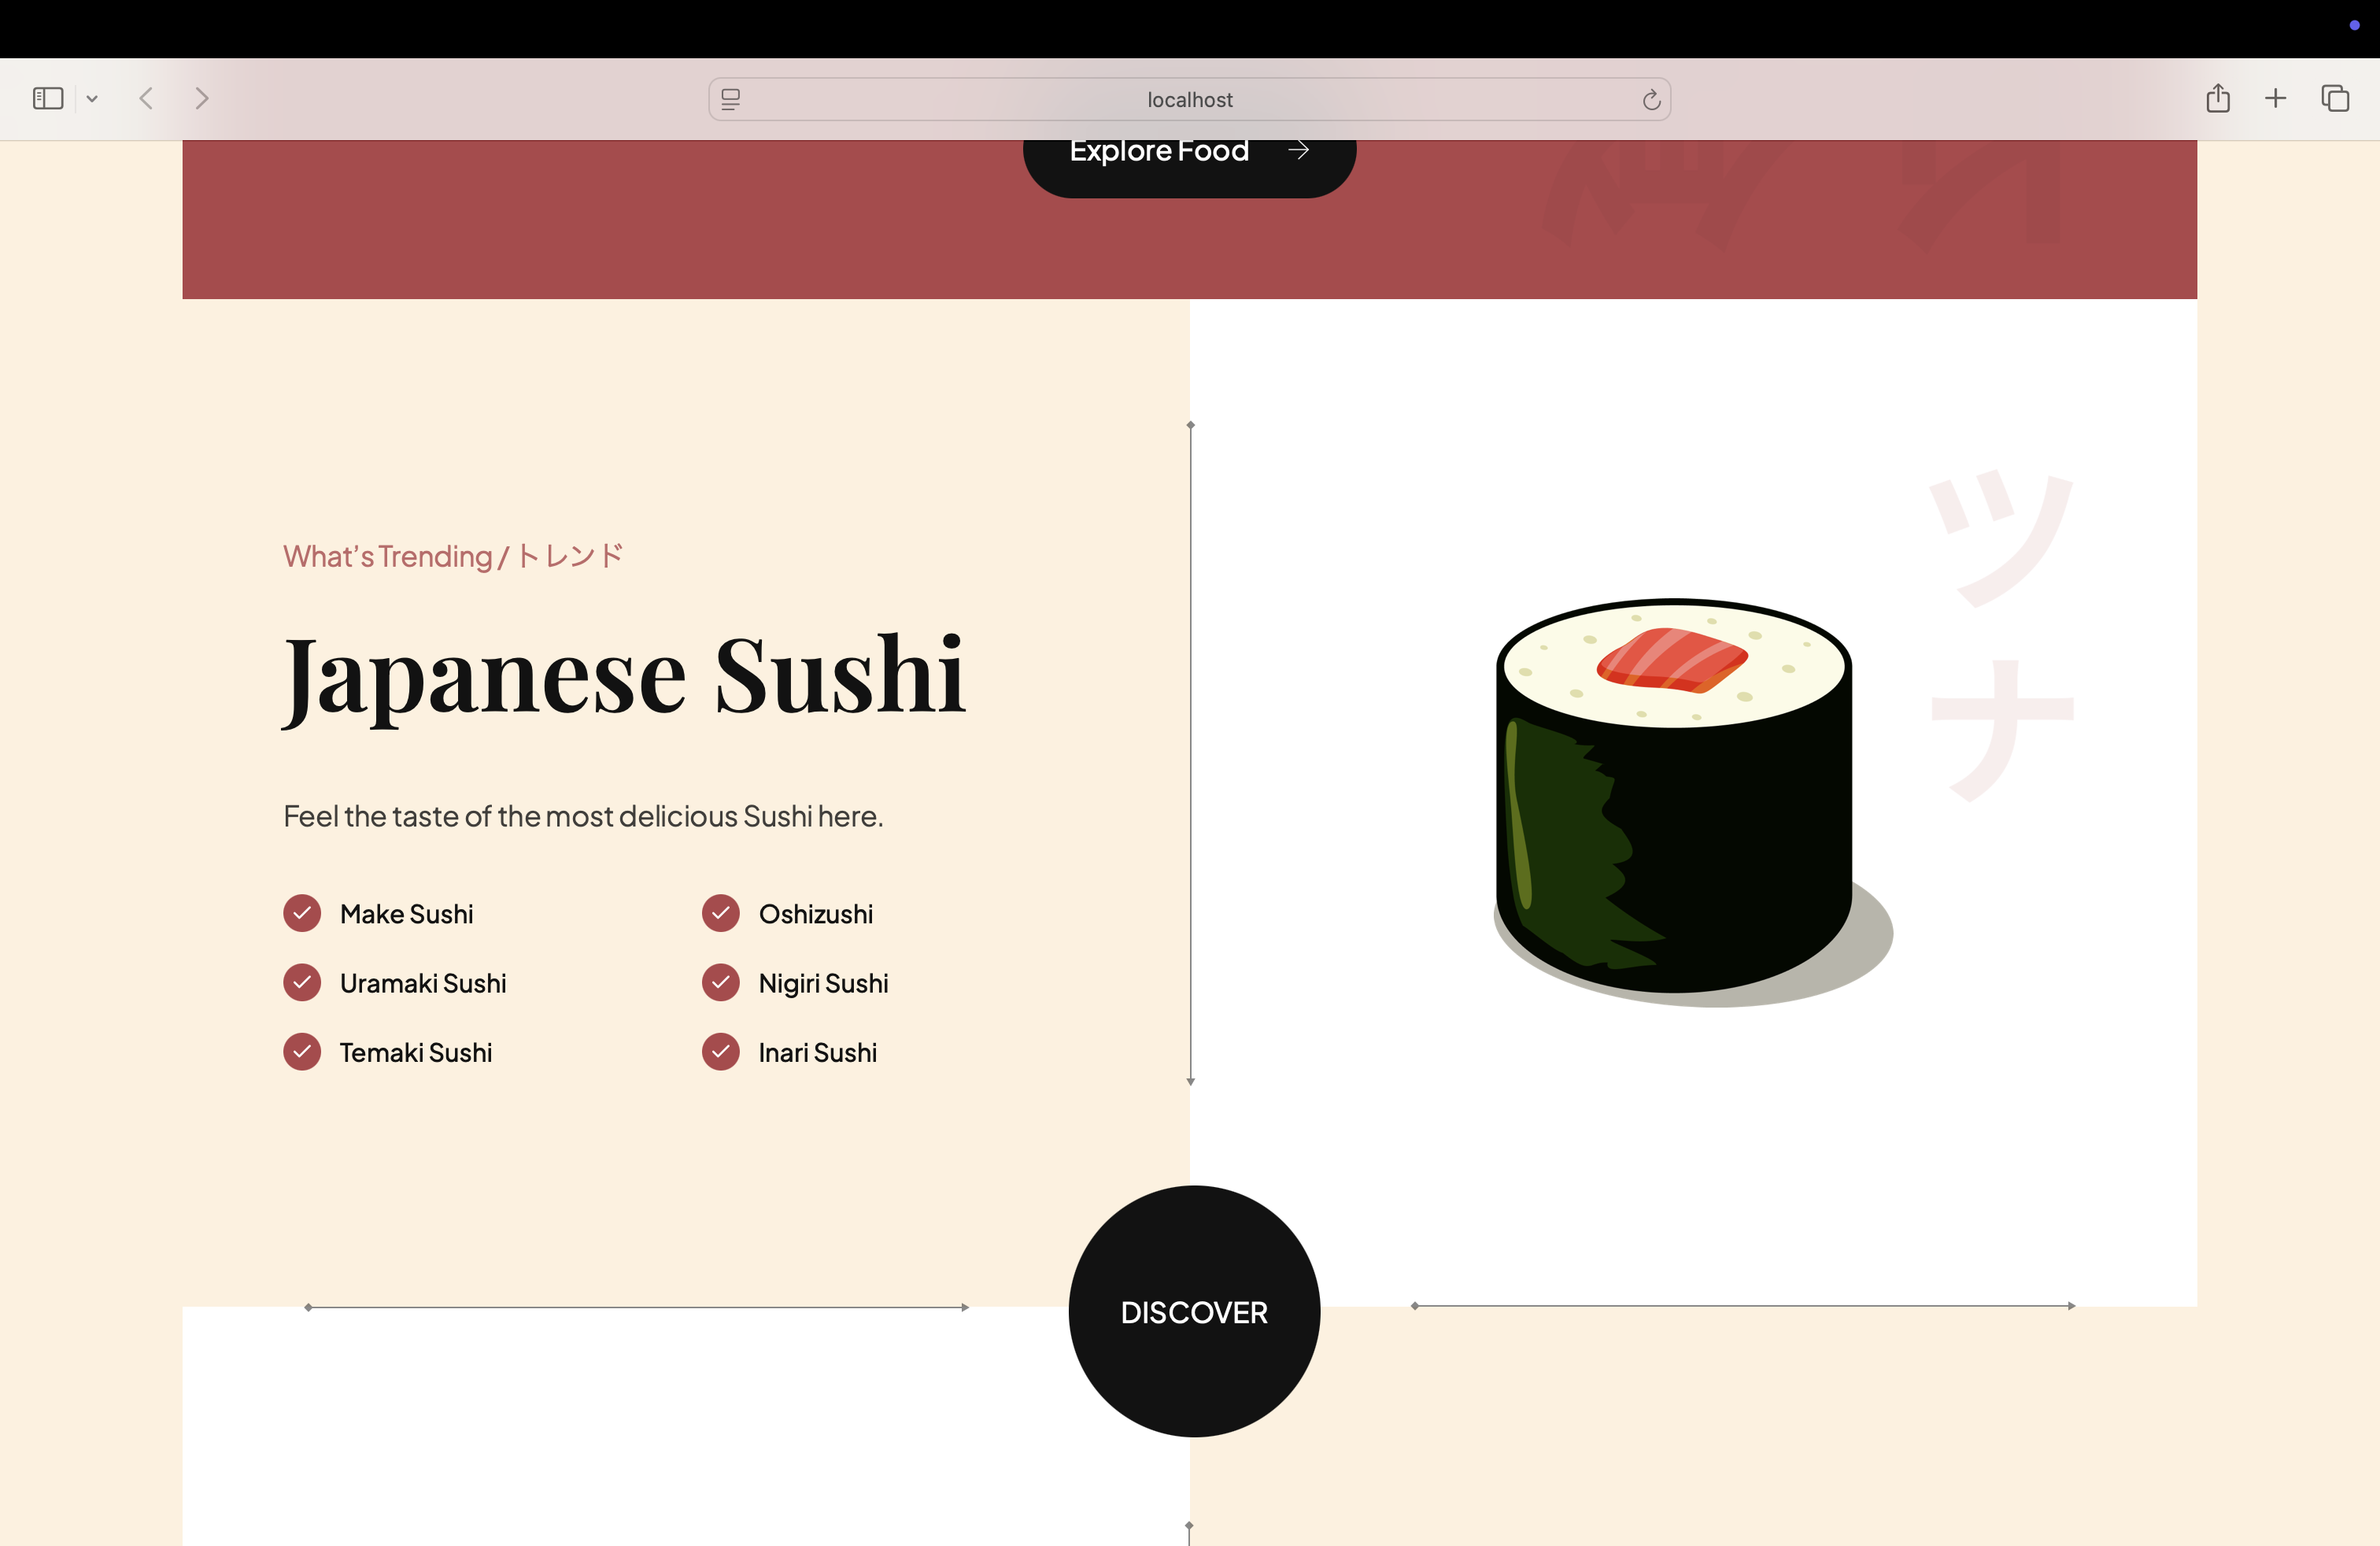 localhost
Explore Food
What’s Trending / トレンド
Japanese Sushi
Feel the taste of the most delicious Sushi here.
Make Sushi
Oshizushi
Uramaki Sushi
Nigiri Sushi
Temaki Sushi
Inari Sushi
ツナ
DISCOVER